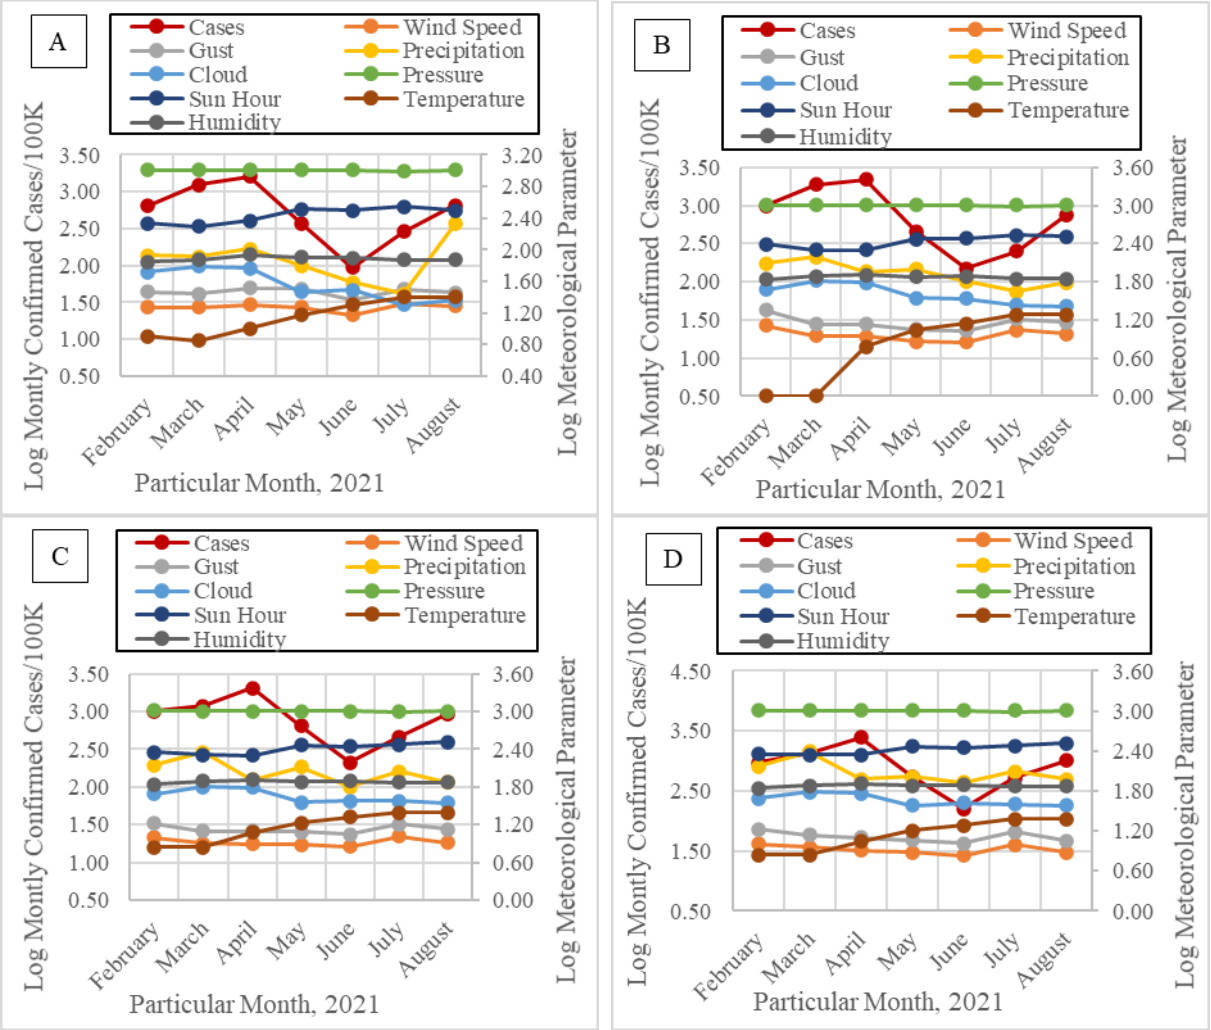 A
Cases Wind Speed
Gust Precipitation
Cloud Pressure
Sun Hour Temperature
Humidity
Log Montly Confirmed Cases/100K
3.50
3.00
2.50
2.00
1.50
1.00
0.50
3.20
2.80
2.40
2.00
1.60
1.20
0.80
0.40
Log Meteorological Parameter
February March April May June July August
Particular Month, 2021
B
Cases Wind Speed
Gust Precipitation
Cloud Pressure
Sun Hour Temperature
Humidity
Log Montly Confirmed Cases/100K
3.50
3.00
2.50
2.00
1.50
1.00
0.50
3.60
3.00
2.40
1.80
1.20
0.60
0.00
Log Meteorological Parameter
February March April May June July August
Particular Month, 2021
C
Cases Wind Speed
Gust Precipitation
Cloud Pressure
Sun Hour Temperature
Humidity
Log Montly Confirmed Cases/100K
3.50
3.00
2.50
2.00
1.50
1.00
0.50
3.60
3.00
2.40
1.80
1.20
0.60
0.00
Log Meteorological Parameter
February March April May June July August
Particular Month, 2021
D
Cases Wind Speed
Gust Precipitation
Cloud Pressure
Sun Hour Temperature
Humidity
Log Montly Confirmed Cases/100K
4.50
3.50
2.50
1.50
0.50
3.60
3.00
2.40
1.80
1.20
0.60
0.00
Log Meteorological Parameter
February March April May June July August
Particular Month, 2021